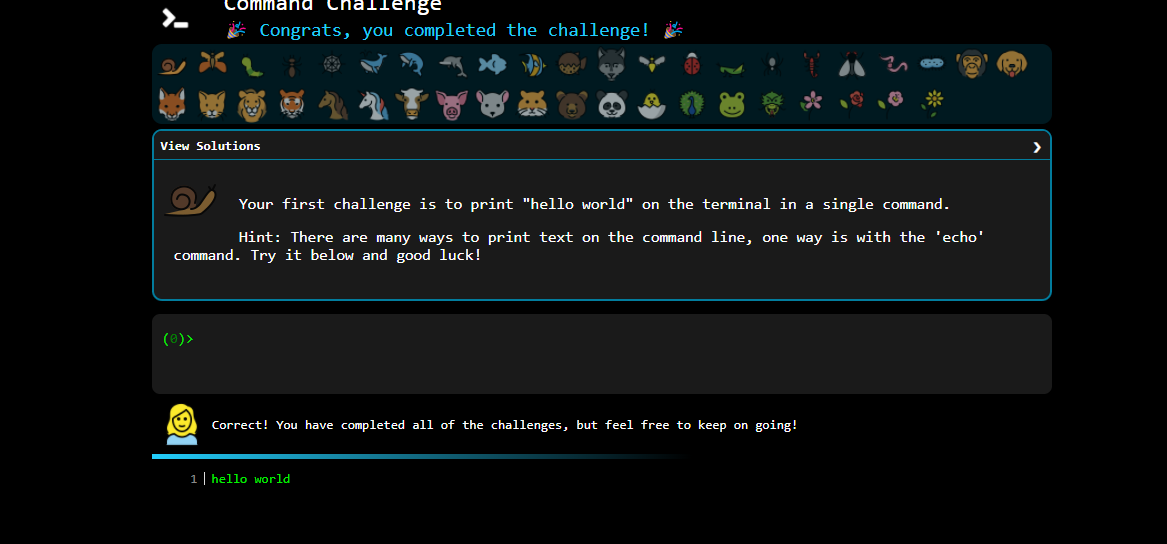 Command Challenge
🎉 Congrats, you completed the challenge! 🎉
View Solutions ❯
Your first challenge is to print "hello world" on the terminal in a single command.
Hint: There are many ways to print text on the command line, one way is with the 'echo'
command. Try it below and good luck!
(0)>
Correct! You have completed all of the challenges, but feel free to keep on going!
1 hello world